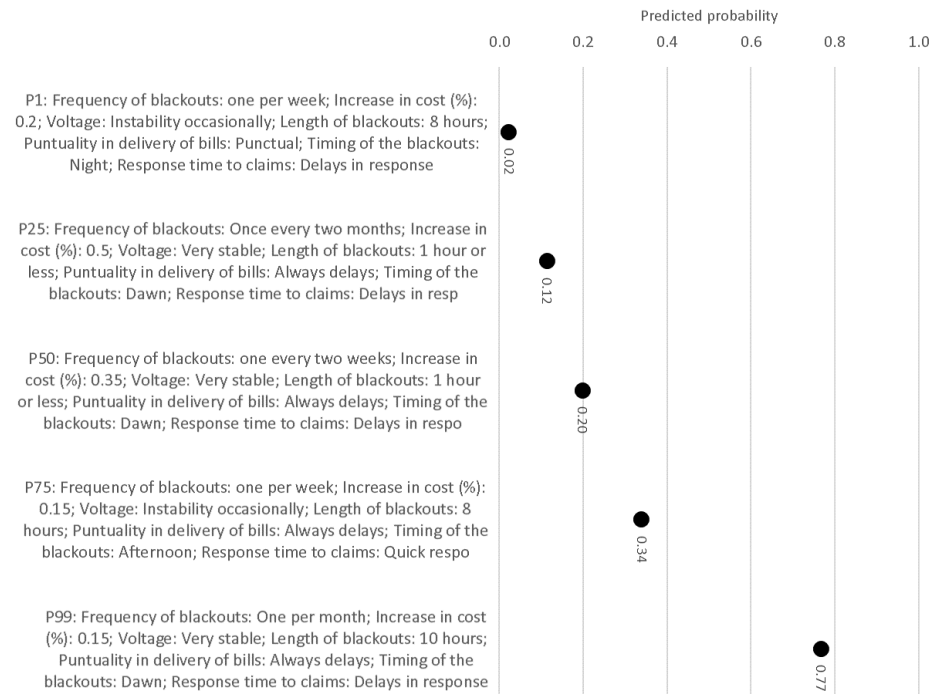 Predicted probability
0.0 0.2 0.4 0.6 0.8 1.0
P1: Frequency of blackouts: one per week; Increase in cost (%):
0.2; Voltage: Instability occasionally; Length of blackouts: 8 hours;
Puntuality in delivery of bills: Punctual; Timing of the blackouts:
Night; Response time to claims: Delays in response
0.02
P25: Frequency of blackouts: Once every two months; Increase in
cost (%): 0.5; Voltage: Very stable; Length of blackouts: 1 hour or
less; Puntuality in delivery of bills: Always delays; Timing of the
blackouts: Dawn; Response time to claims: Delays in resp
0.12
P50: Frequency of blackouts: one every two weeks; Increase in
cost (%): 0.35; Voltage: Very stable; Length of blackouts: 1 hour
or less; Puntuality in delivery of bills: Always delays; Timing of the
blackouts: Dawn; Response time to claims: Delays in respo
0.20
P75: Frequency of blackouts: one per week; Increase in cost (%):
0.15; Voltage: Instability occasionally; Length of blackouts: 8
hours; Puntuality in delivery of bills: Always delays; Timing of the
blackouts: Afternoon; Response time to claims: Quick respo
0.34
P99: Frequency of blackouts: One per month; Increase in cost
(%): 0.15; Voltage: Very stable; Length of blackouts: 10 hours;
Puntuality in delivery of bills: Always delays; Timing of the
blackouts: Dawn; Response time to claims: Delays in response
0.77